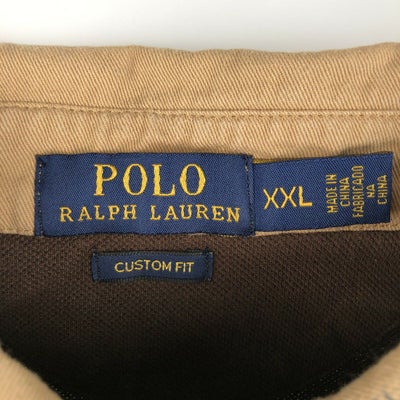 POLO
RALPH LAUREN
XXL
MADE IN
CHINA
FABRICADO
NA
CHINA
CUSTOM FIT